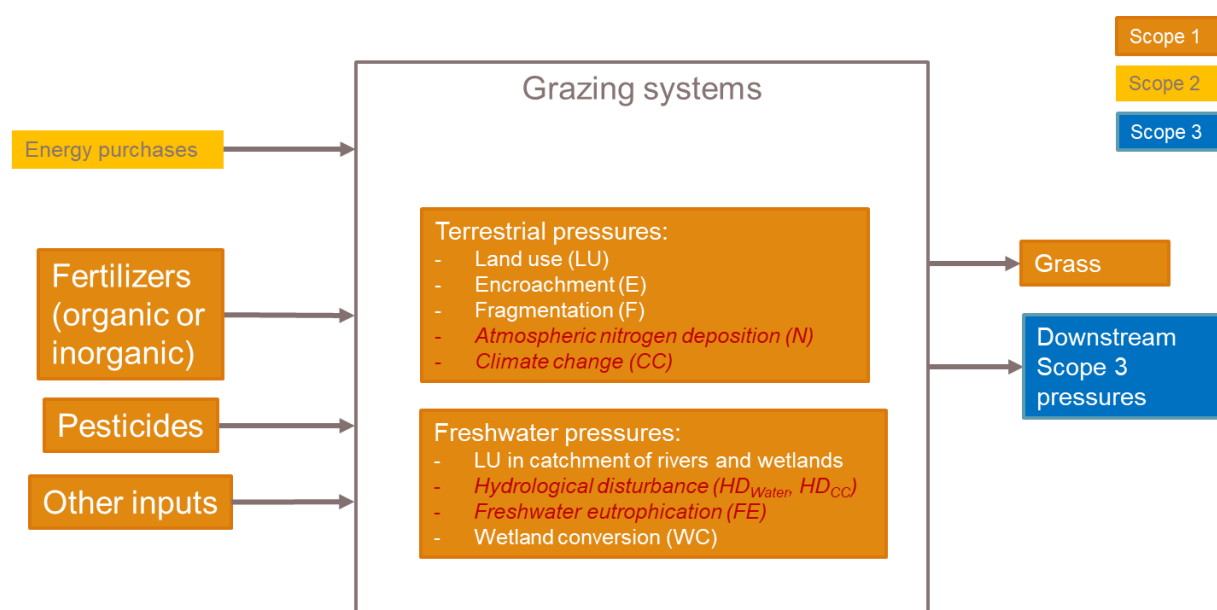 Scope 1
Grazing systems
Scope 2
Scope 3
Energy purchases
Terrestrial pressures:
- Land use (LU)
- Encroachment (E)
- Fragmentation (F)
- Atmospheric nitrogen deposition (N)
- Climate change (CC)
Grass
Fertilizers
(organic or
inorganic)
Downstream
Scope 3
pressures
Pesticides
Freshwater pressures:
- LU in catchment of rivers and wetlands
- Hydrological disturbance (HDWater, HDCC)
- Freshwater eutrophication (FE)
- Wetland conversion (WC)
Other inputs